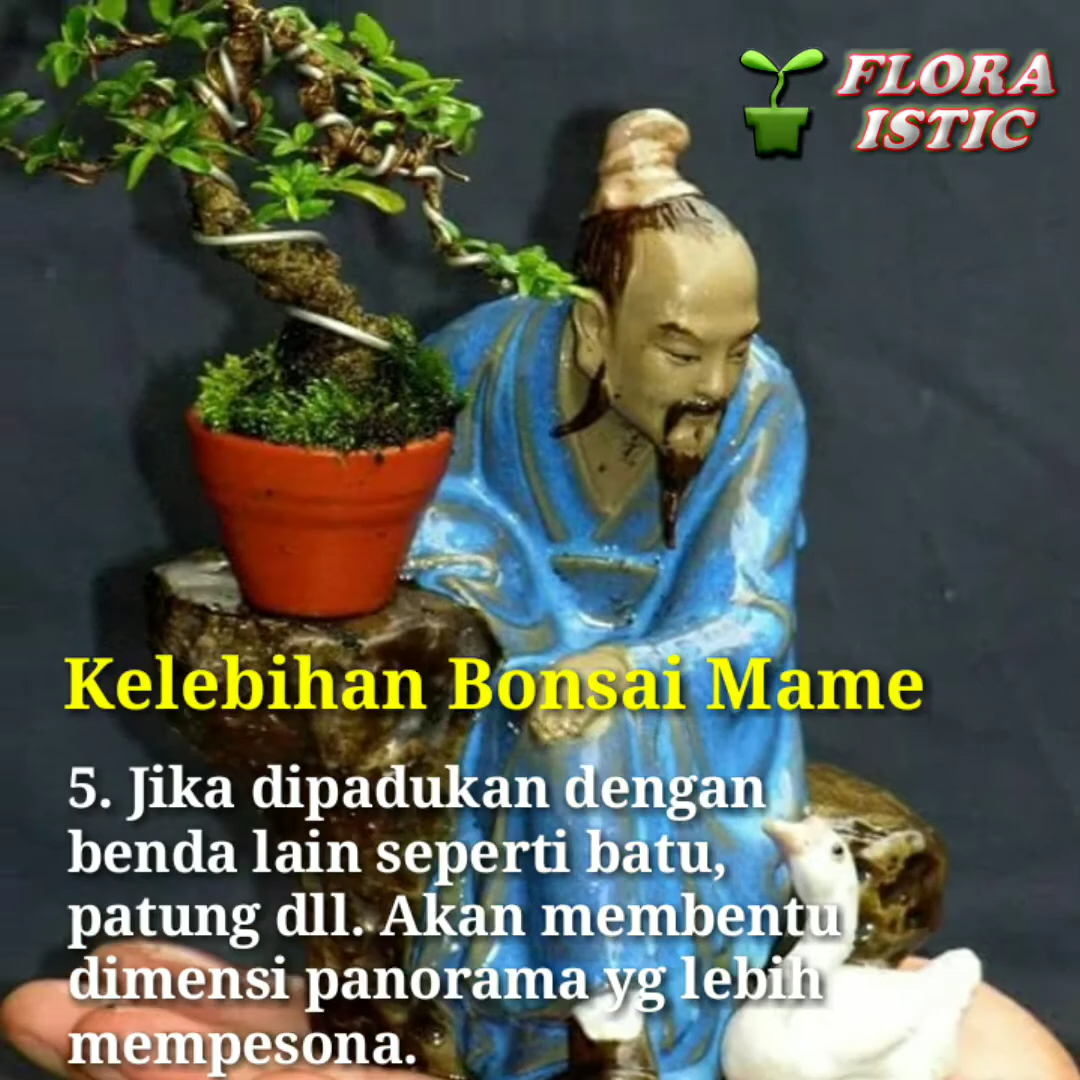 FLORA
ISTIC
Kelebihan Bonsai Mame
5. Jika dipadukan dengan
benda lain seperti batu,
patung dll. Akan membentu
dimensi panorama yg lebih
mempesona.